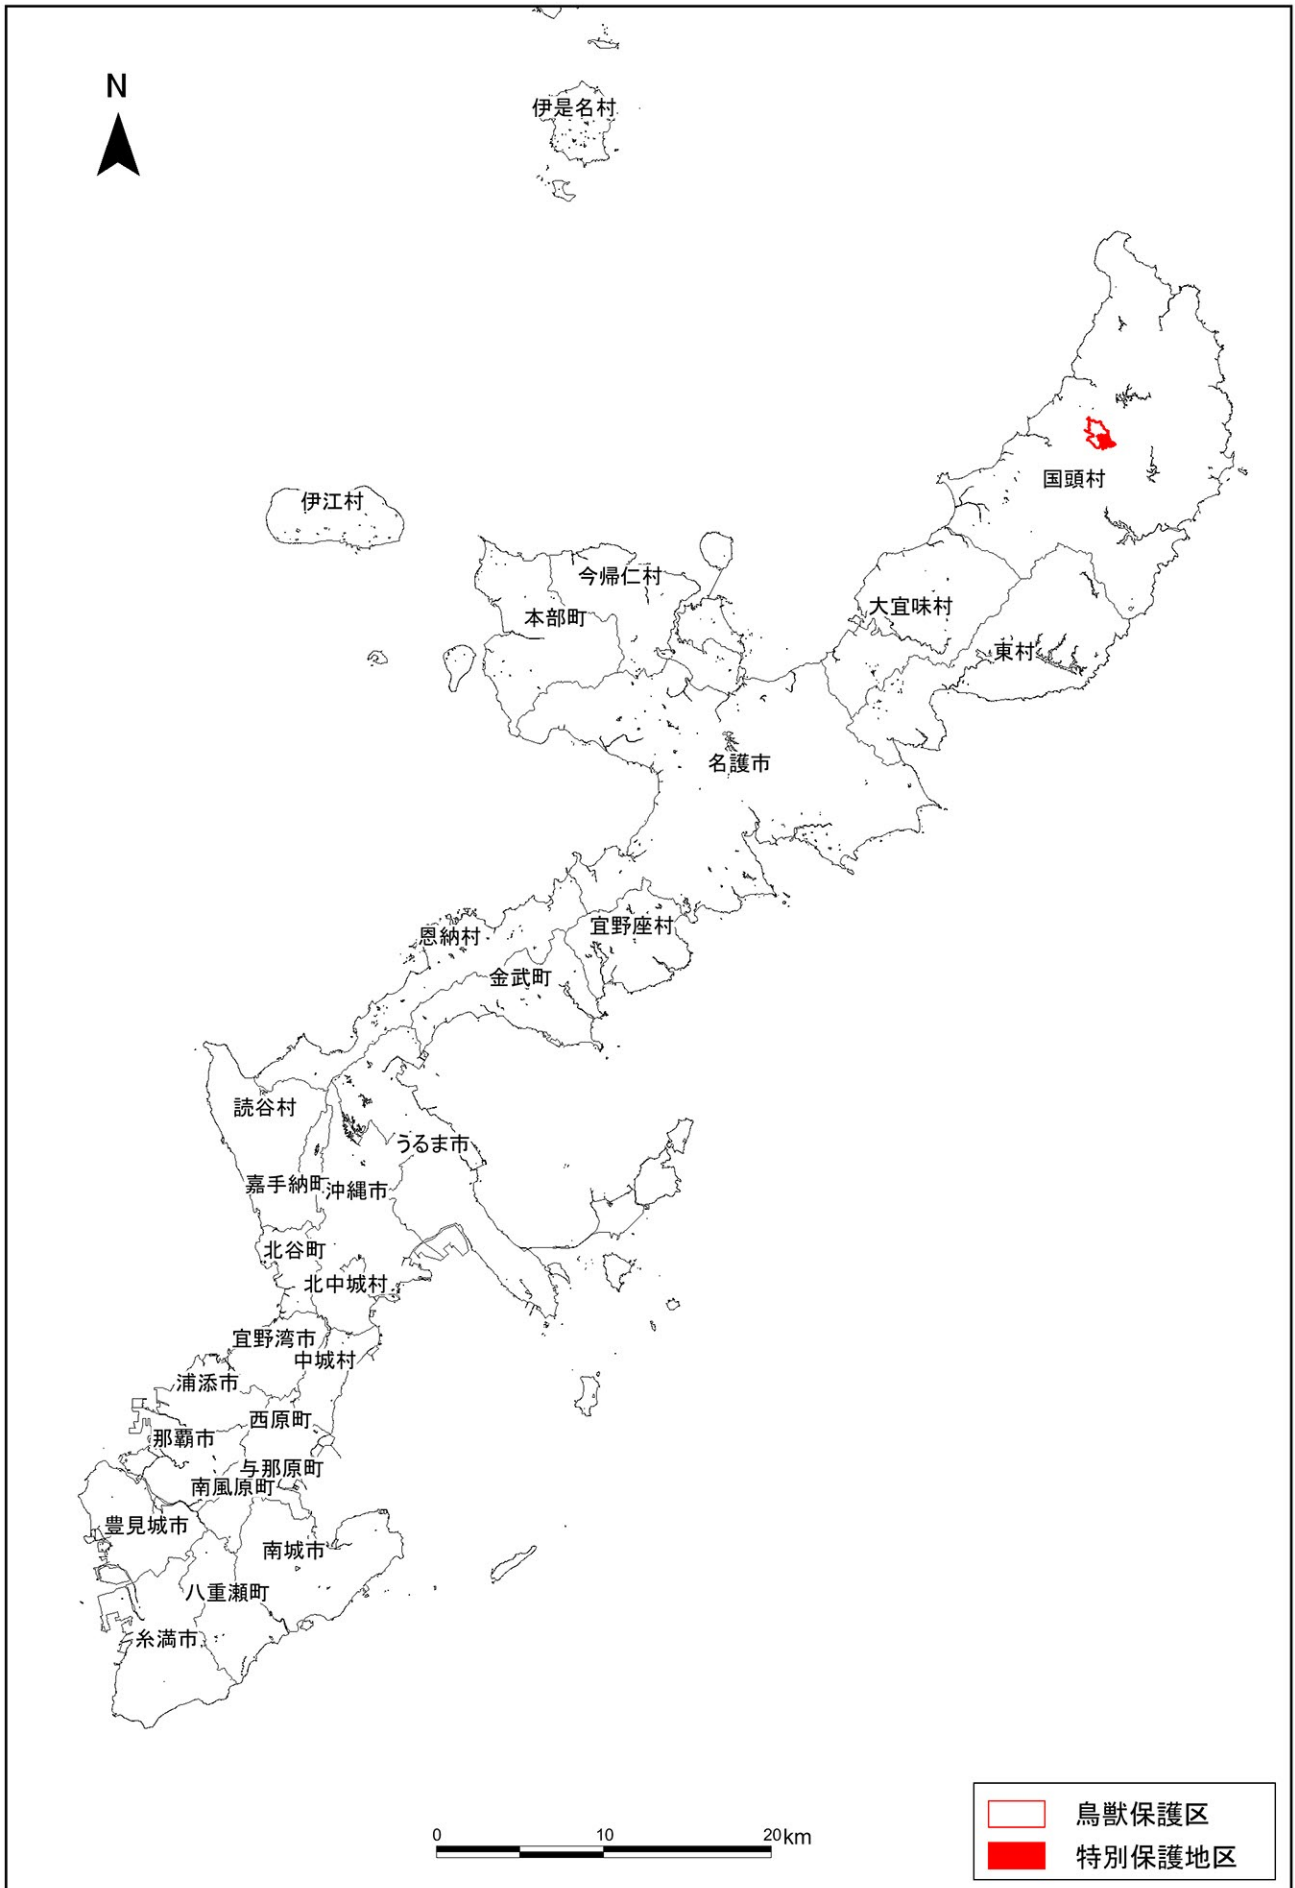 N
伊是名村
国頭村
伊江村
今帰仁村
本部町
大宜味村
東村
名護市
宜野座村
恩納村
金武町
読谷村
うるま市
嘉手納町
沖縄市
北谷町
北中城村
宜野湾市
中城村
浦添市
西原町
那覇市
与那原町
南風原町
豊見城市
南城市
八重瀬町
糸満市
0 10 20km
鳥獣保護区
特別保護地区